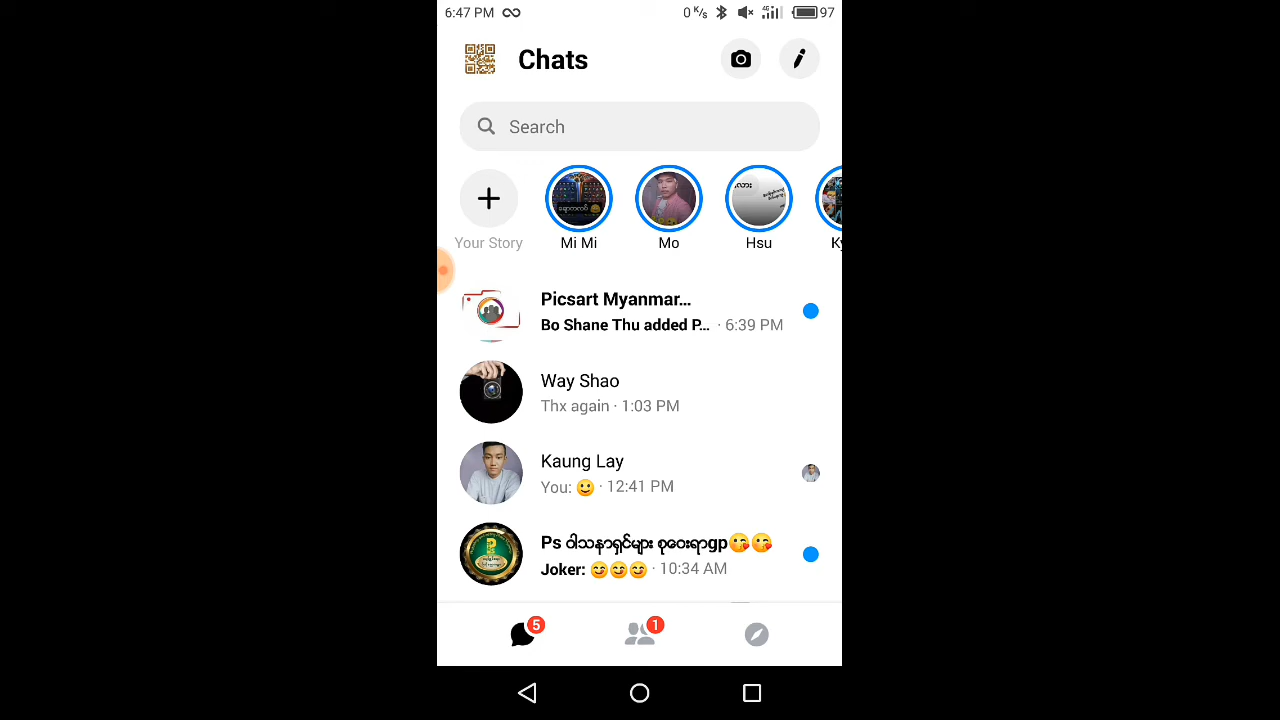 6:47 PM
0 K/s 4G 97
Chats
Search
Your Story
Mi Mi
Mo
Hsu
Picsart Myanmar...
Bo Shane Thu added P... · 6:39 PM
Way Shao
Thx again · 1:03 PM
Kaung Lay
You: 🙂 · 12:41 PM
Ps ဝါသနာရှင်များ စုဝေးရာgp😘😘
Joker: 😊😊😊 · 10:34 AM
5
1